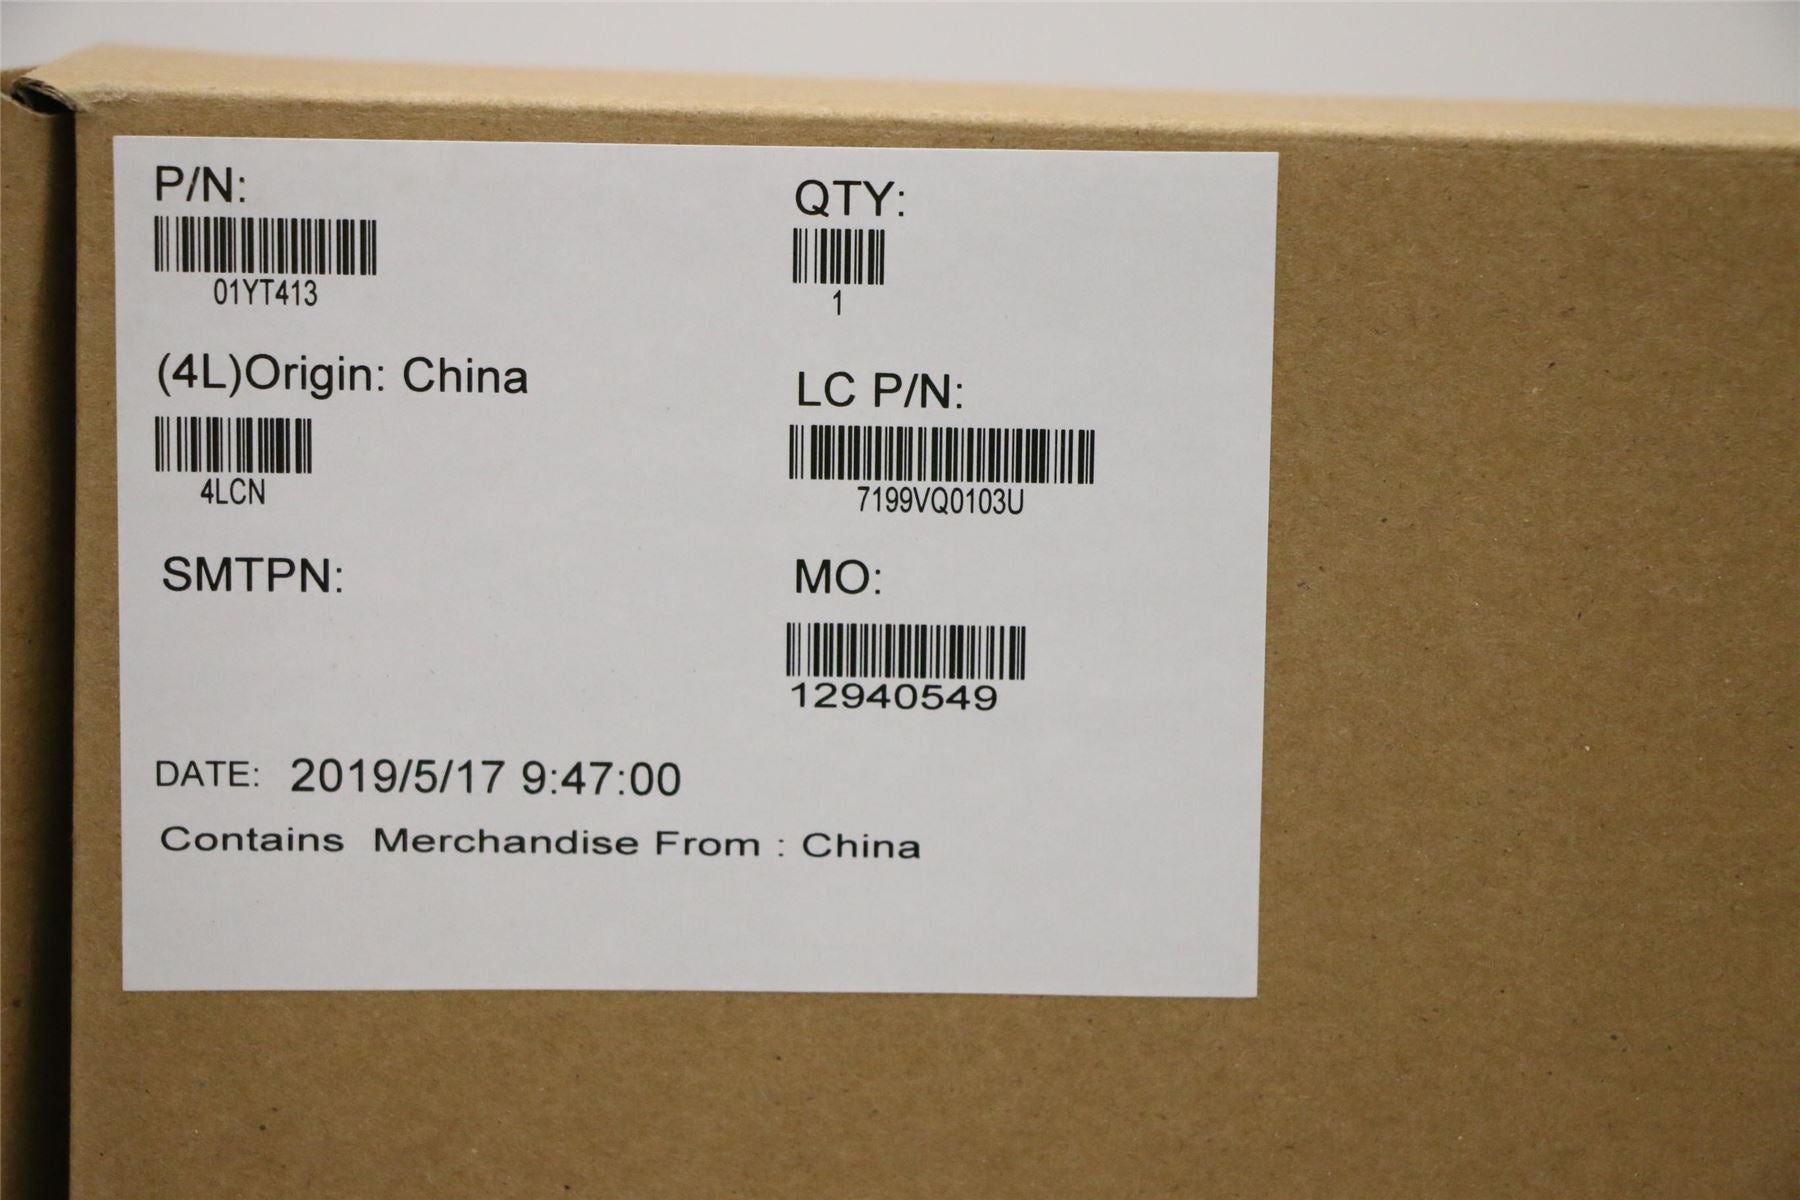 P/N:
01YT413
QTY:
1
(4L)Origin: China
4LCN
LC P/N:
7199VQ0103U
SMTPN:
MO:
12940549
DATE: 2019/5/17 9:47:00
Contains Merchandise From : China